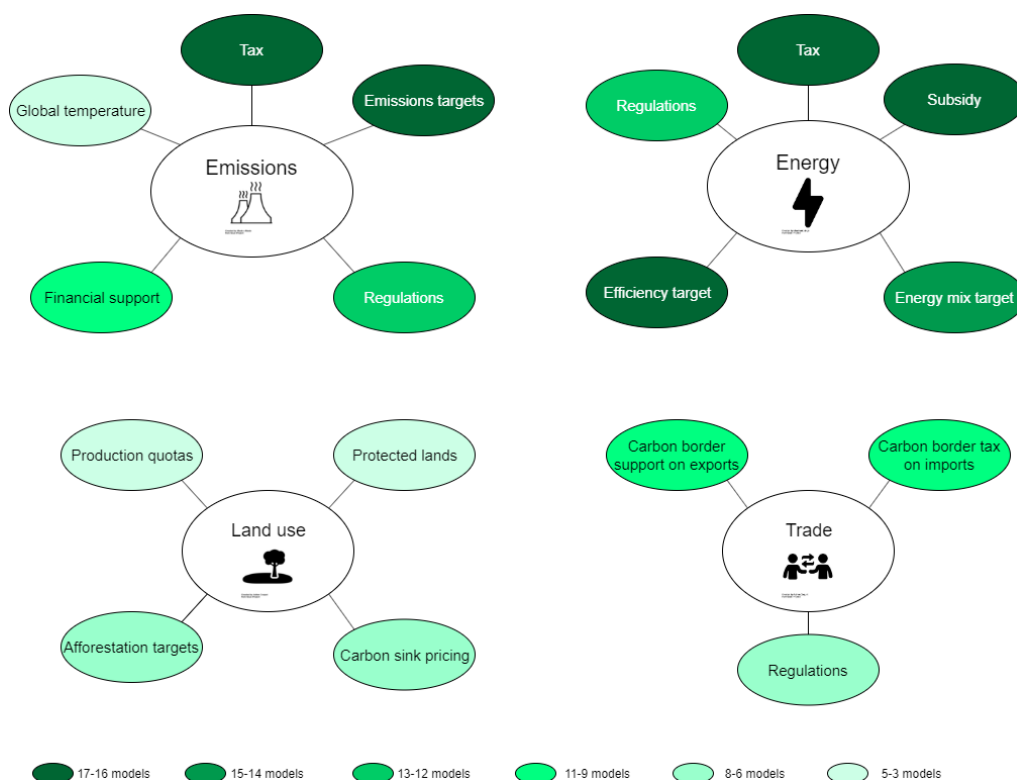 Tax
Global temperature
Emissions targets
Emissions
Financial support
Regulations
Tax
Regulations
Subsidy
Energy
Efficiency target
Energy mix target
Production quotas
Protected lands
Land use
Afforestation targets
Carbon sink pricing
Carbon border
support on exports
Carbon border tax
on imports
Trade
Regulations
17-16 models
15-14 models
13-12 models
11-9 models
8-6 models
5-3 models